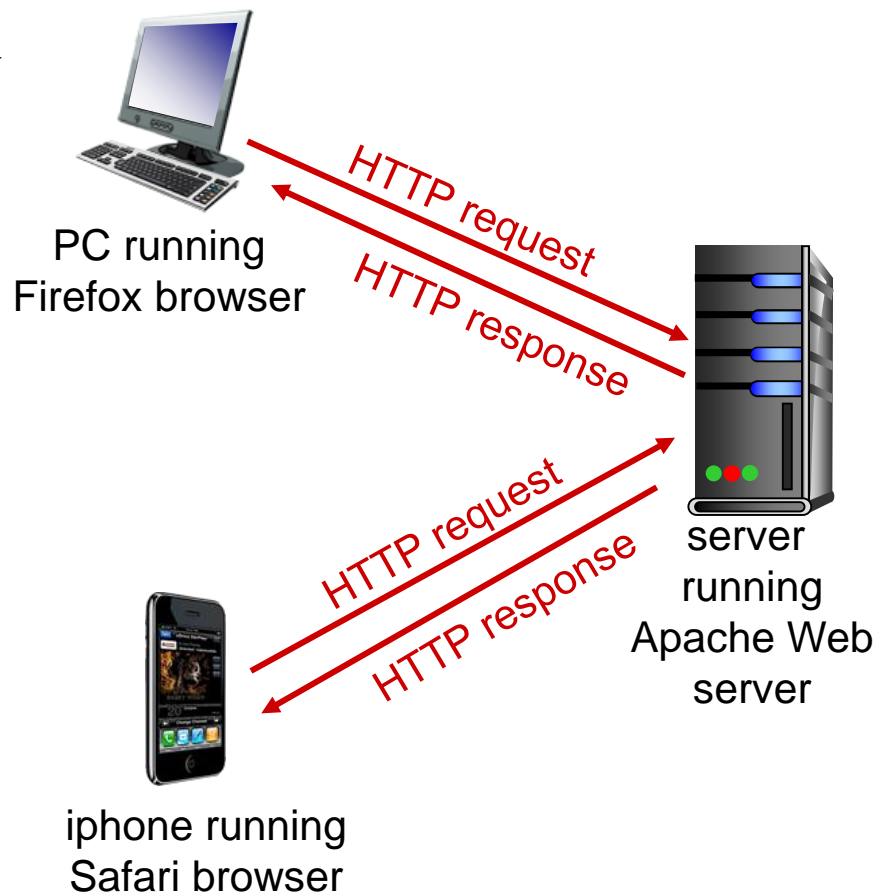 HTTP request
HTTP response
PC running
Firefox browser
HTTP request
HTTP response
server
running
Apache Web
server
iphone running
Safari browser